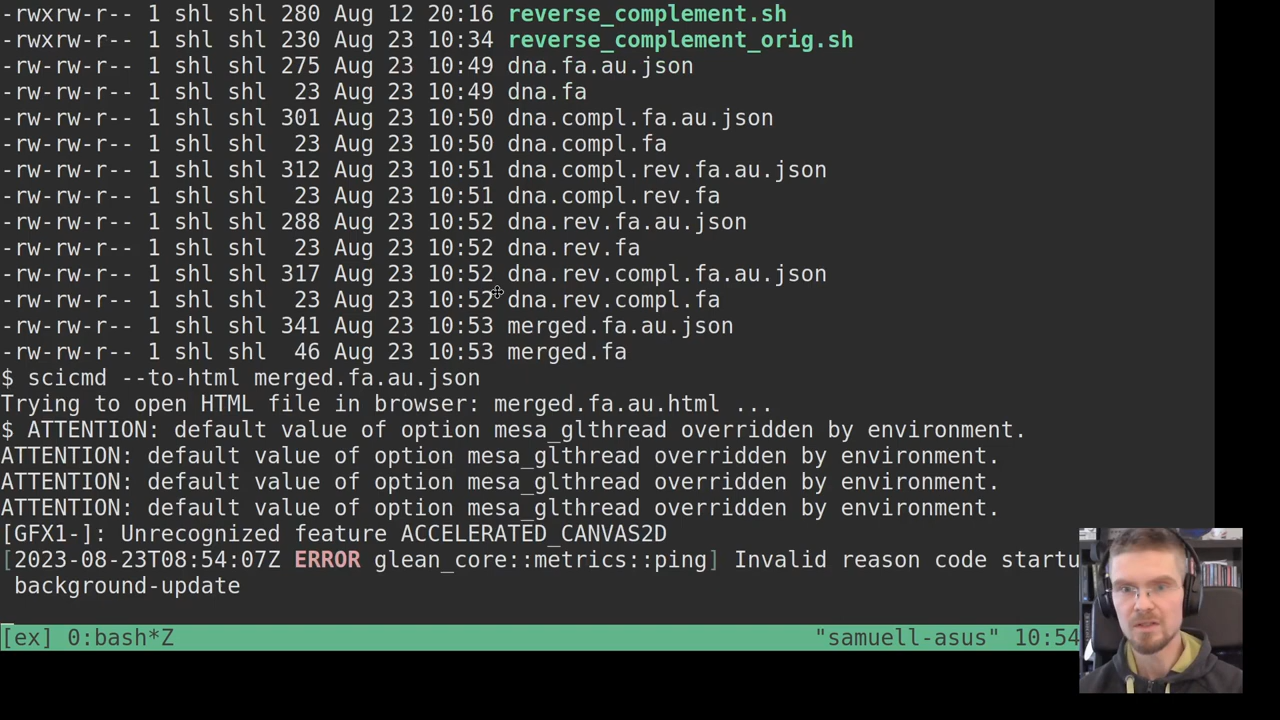 -rwxrwxr-- 1 shl shl 280 Aug 12 20:16 reverse_complement.sh
-rwxrwxr-- 1 shl shl 230 Aug 23 10:34 reverse_complement_orig.sh
-rw-rw-r-- 1 shl shl 275 Aug 23 10:49 dna.fa.au.json
-rw-rw-r-- 1 shl shl  23 Aug 23 10:49 dna.fa
-rw-rw-r-- 1 shl shl 301 Aug 23 10:50 dna.compl.fa.au.json
-rw-rw-r-- 1 shl shl  23 Aug 23 10:50 dna.compl.fa
-rw-rw-r-- 1 shl shl 312 Aug 23 10:51 dna.compl.rev.fa.au.json
-rw-rw-r-- 1 shl shl  23 Aug 23 10:51 dna.compl.rev.fa
-rw-rw-r-- 1 shl shl 288 Aug 23 10:52 dna.rev.fa.au.json
-rw-rw-r-- 1 shl shl  23 Aug 23 10:52 dna.rev.fa
-rw-rw-r-- 1 shl shl 317 Aug 23 10:52 dna.rev.compl.fa.au.json
-rw-rw-r-- 1 shl shl  23 Aug 23 10:52 dna.rev.compl.fa
-rw-rw-r-- 1 shl shl 341 Aug 23 10:53 merged.fa.au.json
-rw-rw-r-- 1 shl shl  46 Aug 23 10:53 merged.fa
$ scicmd --to-html merged.fa.au.json
Trying to open HTML file in browser: merged.fa.au.html ...
$ ATTENTION: default value of option mesa_glthread overridden by environment.
ATTENTION: default value of option mesa_glthread overridden by environment.
ATTENTION: default value of option mesa_glthread overridden by environment.
ATTENTION: default value of option mesa_glthread overridden by environment.
[GFX1-]: Unrecognized feature ACCELERATED_CANVAS2D
[2023-08-23T08:54:07Z ERROR glean_core::metrics::ping] Invalid reason code startu
background-update
[ex] 0:bash*Z "samuell-asus" 10:54